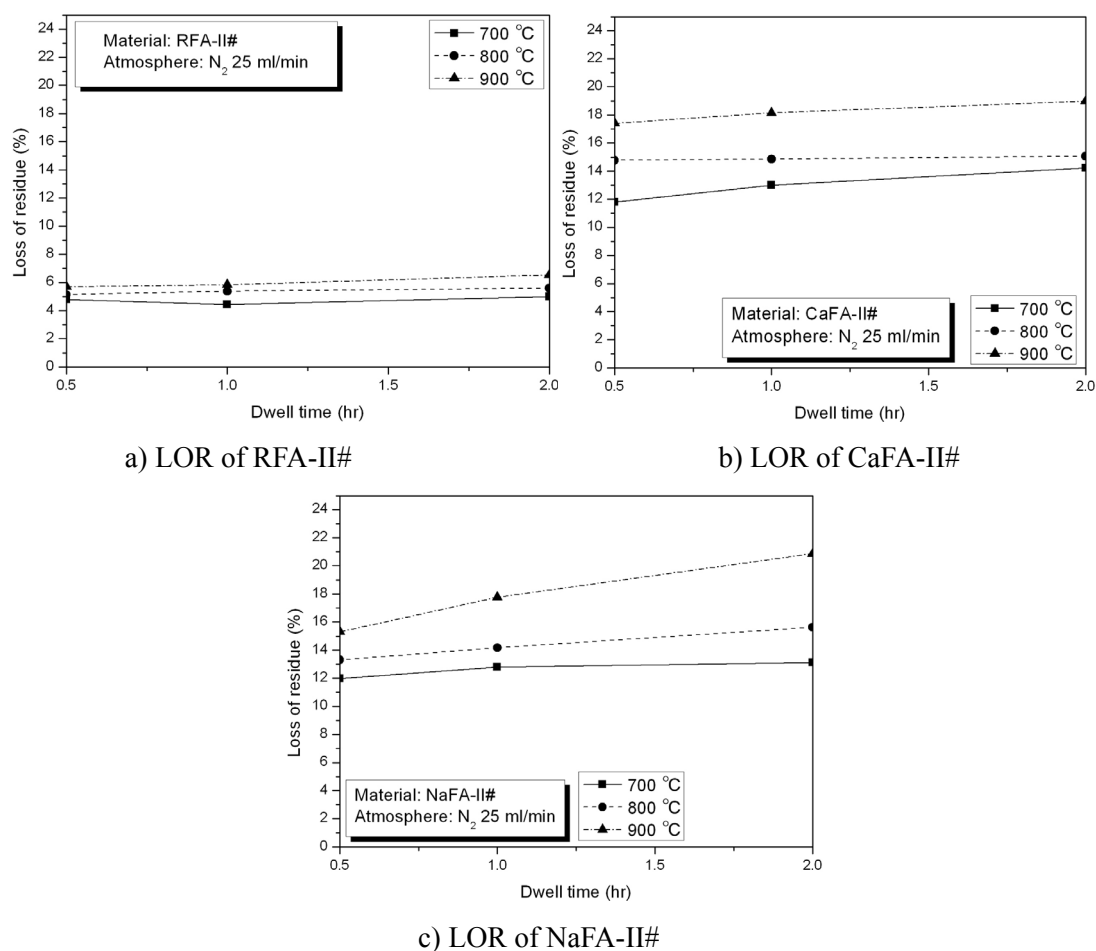 Material: RFA-II#
Atmosphere: N2 25 ml/min
700 °C
800 °C
900 °C
24
22
20
18
16
14
12
10
8
6
4
2
0
Loss of residue (%)
0.5
1.0
1.5
2.0
Dwell time (hr)
a) LOR of RFA-II#
24
22
20
18
16
14
12
10
8
6
4
2
0
Loss of residue (%)
Material: CaFA-II#
Atmosphere: N2 25 ml/min
700 °C
800 °C
900 °C
0.5
1.0
1.5
2.0
Dwell time (hr)
b) LOR of CaFA-II#
24
22
20
18
16
14
12
10
8
6
4
2
0
Loss of residue (%)
Material: NaFA-II#
Atmosphere: N2 25 ml/min
700 °C
800 °C
900 °C
0.5
1.0
1.5
2.0
Dwell time (hr)
c) LOR of NaFA-II#